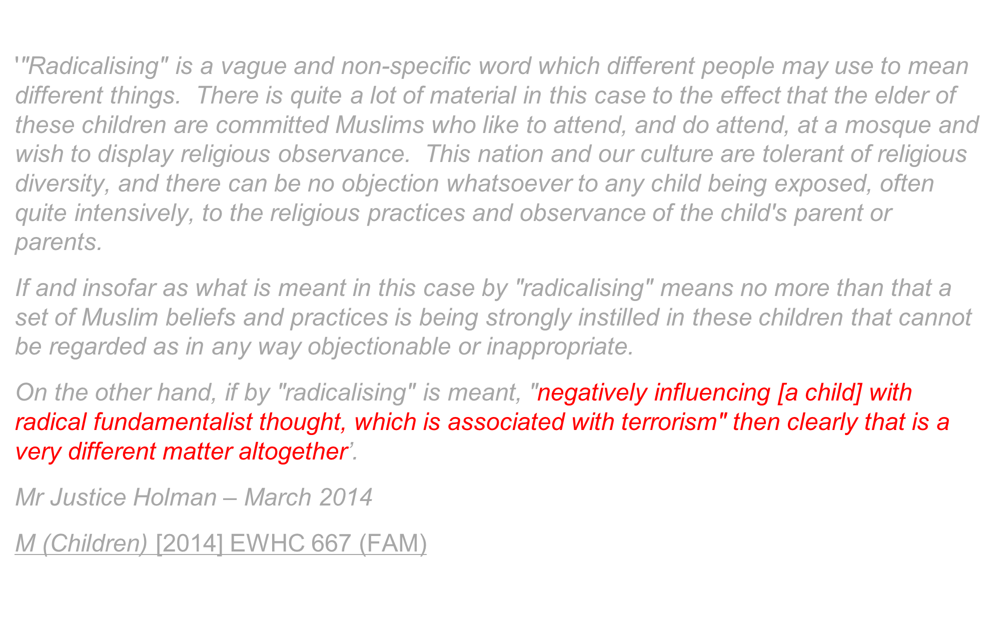 '"Radicalising" is a vague and non-specific word which different people may use to mean
different things.  There is quite a lot of material in this case to the effect that the elder of
these children are committed Muslims who like to attend, and do attend, at a mosque and
wish to display religious observance.  This nation and our culture are tolerant of religious
diversity, and there can be no objection whatsoever to any child being exposed, often
quite intensively, to the religious practices and observance of the child's parent or
parents.
If and insofar as what is meant in this case by "radicalising" means no more than that a
set of Muslim beliefs and practices is being strongly instilled in these children that cannot
be regarded as in any way objectionable or inappropriate.
On the other hand, if by "radicalising" is meant, "negatively influencing [a child] with
radical fundamentalist thought, which is associated with terrorism" then clearly that is a
very different matter altogether’.
Mr Justice Holman – March 2014
M (Children) [2014] EWHC 667 (FAM)